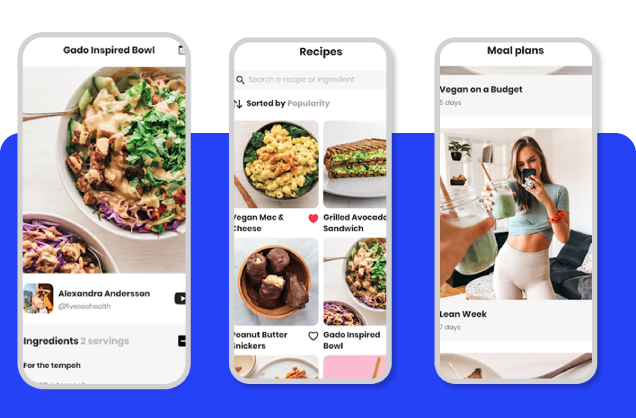 Gado Inspired Bowl
Alexandra Andersson
@fiveseohealth
Ingredients 2 servings
For the tempeh
Recipes
Search a recipe or ingredient
Sorted by Popularity
Vegan Mac &
Cheese
Grilled Avocado
Sandwich
Peanut Butter
Snickers
Gado Inspired
Bowl
Meal plans
Vegan on a Budget
5 days
Lean Week
7 days